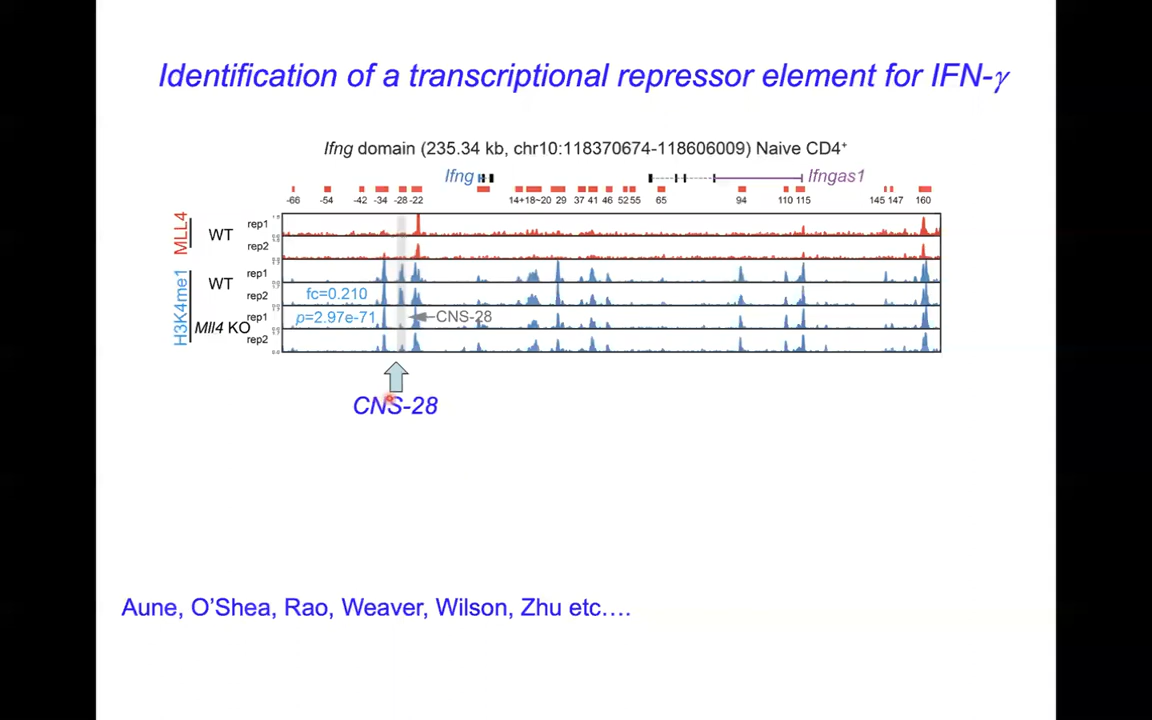 Identification of a transcriptional repressor element for IFN-γ
Ifng domain (235.34 kb, chr10:118370674-118606009) Naive CD4+
Ifng Ifngas1
-66 -54 -42 -34 -28 -22 14+18~20 29 37 41 46 52 55 65 94 110 115 145 147 160
MLL4 WT rep1
rep2
H3K4me1 WT rep1
rep2 fc=0.210
Mll4 KO rep1 p=2.97e-71 CNS-28
rep2
CNS-28
Aune, O'Shea, Rao, Weaver, Wilson, Zhu etc….